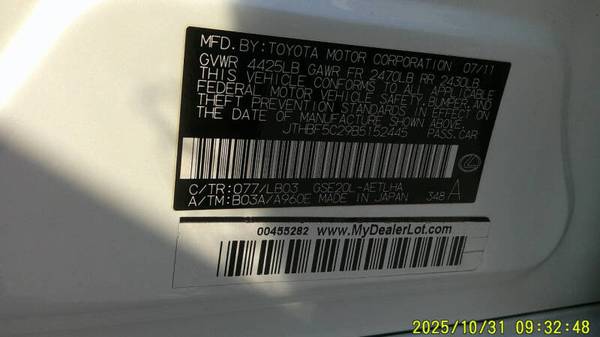 MFD. BY: TOYOTA MOTOR CORPORATION 07/11
GVWR 4425LB GAWR FR 2470LB RR 2430LB
THIS VEHICLE CONFORMS TO ALL APPLICABLE
FEDERAL MOTOR VEHICLE SAFETY, BUMPER, AND
THEFT PREVENTION STANDARDS IN EFFECT ON
THE DATE OF MANUFACTURE SHOWN ABOVE.
JTHBF5C29B5152445 PASS.CAR
C/TR: 077/LB03 GSE20L-AETLHA
A/TM: B03A/A960E MADE IN JAPAN 348 A
00455282 www.MyDealerLot.com
2025/10/31 09:32:48